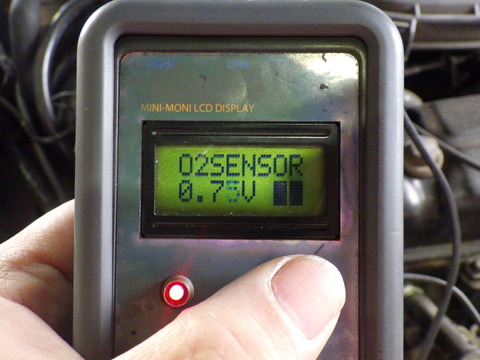 MINI-MONI LCD DISPLAY
O2SENSOR
0.75V